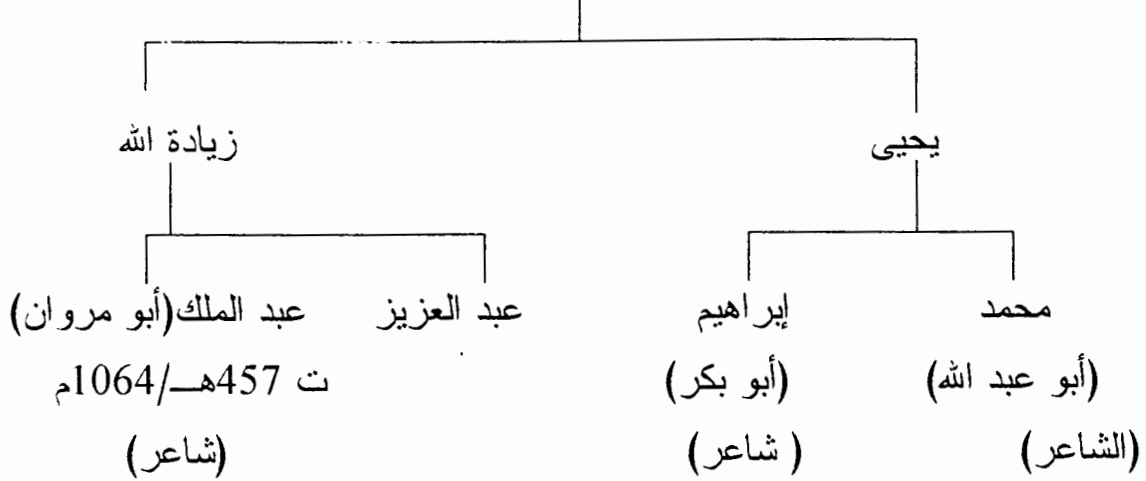 يحيى زيادة الله
محمد إبراهيم عبد العزيز عبد الملك(أبو مروان)
(أبو عبد الله) (أبو بكر) ت 457هـ/1064م
(الشاعر) (شاعر) (شاعر)